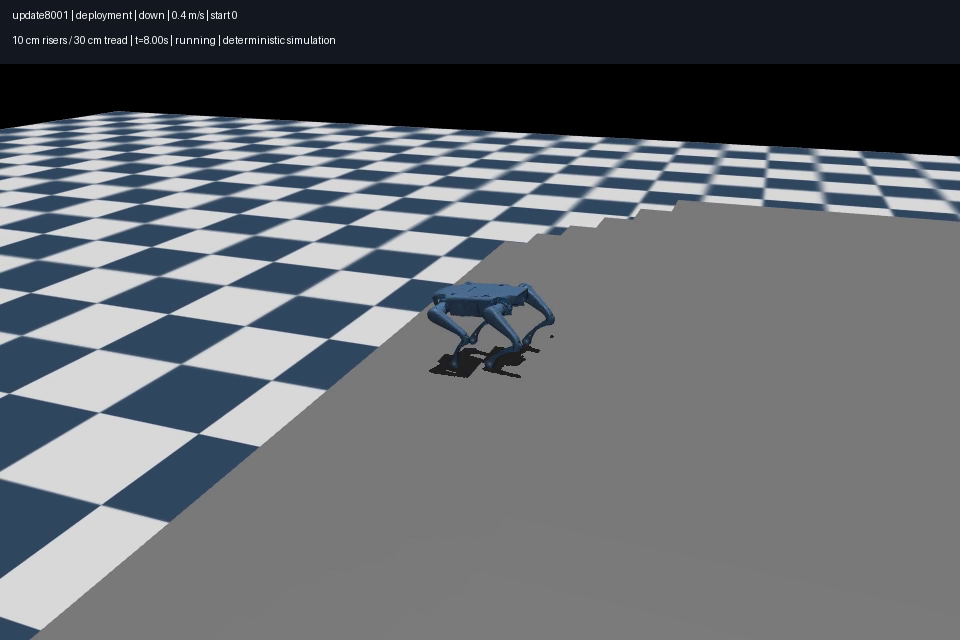 update8001 | deployment | down | 0.4 m/s | start 0
10 cm risers / 30 cm tread | t=8.00s | running | deterministic simulation